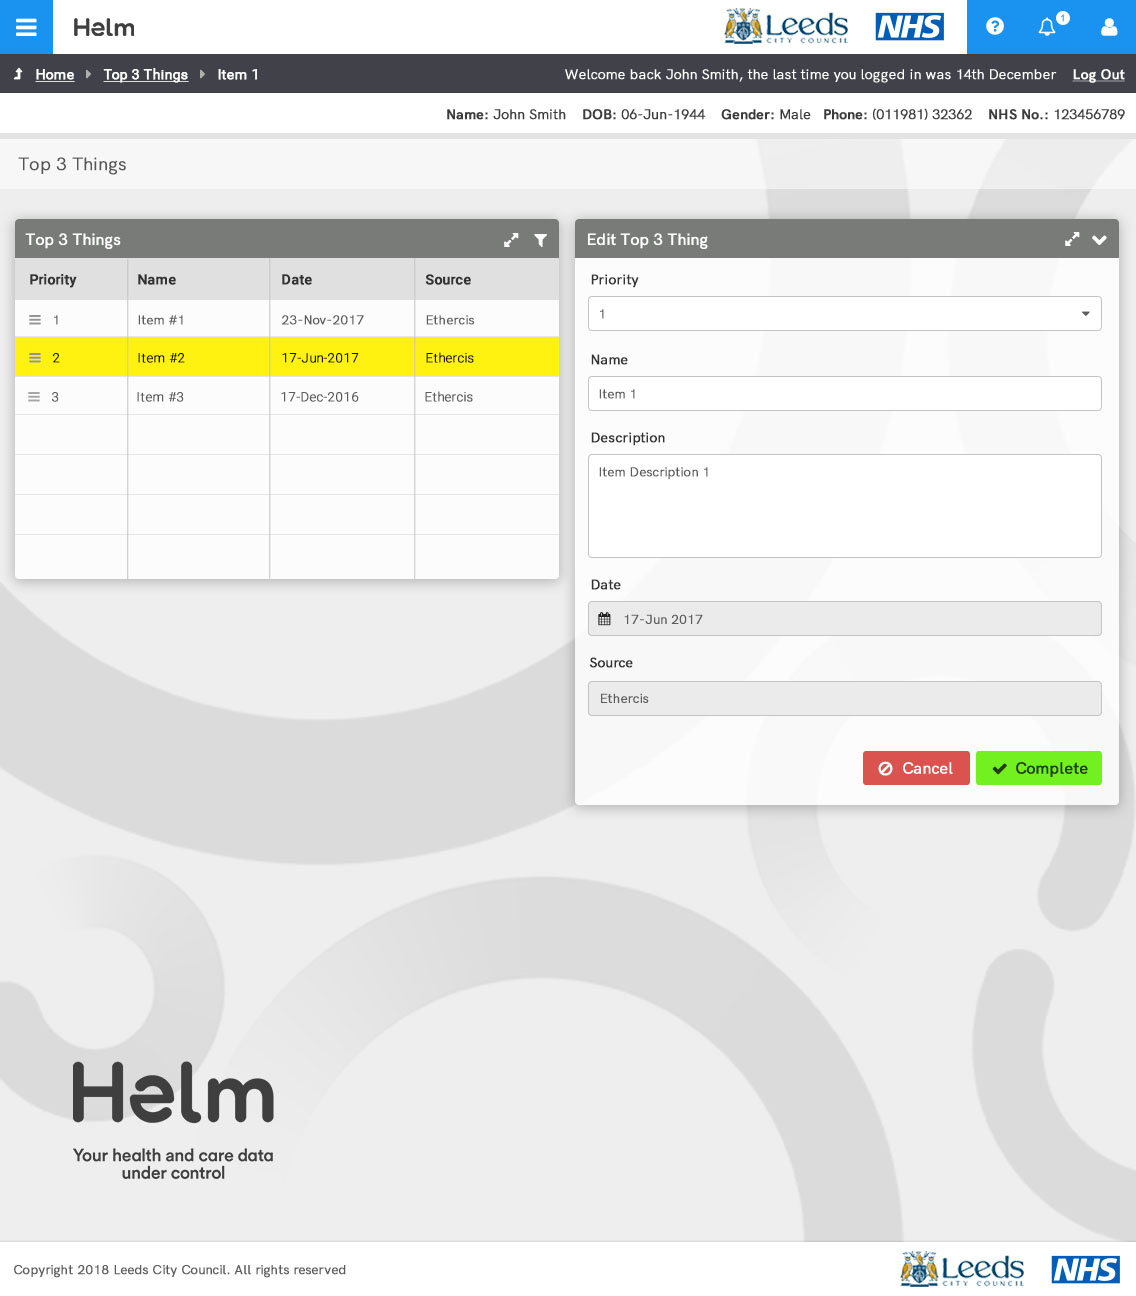 Helm
Leeds
CITY COUNCIL
NHS
1
Home Top 3 Things Item 1
Welcome back John Smith, the last time you logged in was 14th December Log Out
Name: John Smith DOB: 06-Jun-1944 Gender: Male Phone: (011981) 32362 NHS No.: 123456789
Top 3 Things
Top 3 Things
Priority Name Date Source
1 Item #1 23-Nov-2017 Ethercis
2 Item #2 17-Jun-2017 Ethercis
3 Item #3 17-Dec-2016 Ethercis
Edit Top 3 Thing
Priority
1
Name
Item 1
Description
Item Description 1
Date
17-Jun 2017
Source
Ethercis
Cancel Complete
Helm
Your health and care data
under control
Copyright 2018 Leeds City Council. All rights reserved
Leeds
CITY COUNCIL
NHS